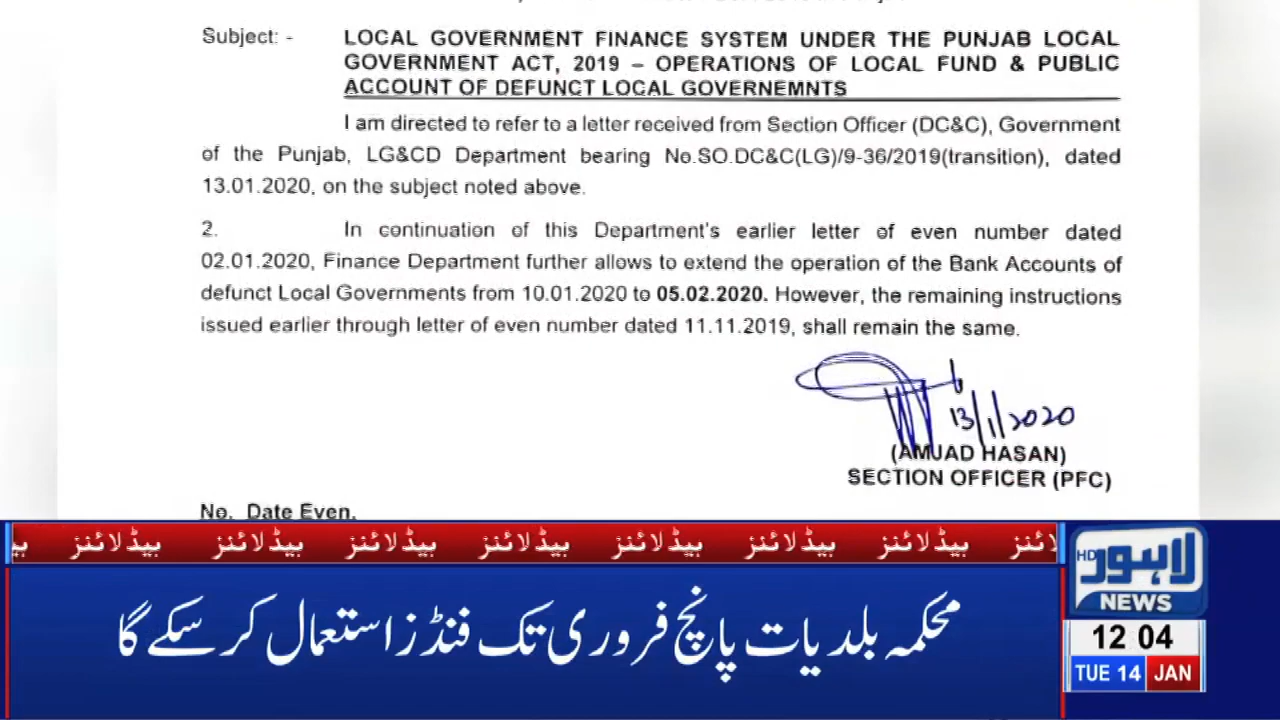 Subject: - LOCAL GOVERNMENT FINANCE SYSTEM UNDER THE PUNJAB LOCAL
GOVERNMENT ACT, 2019 – OPERATIONS OF LOCAL FUND & PUBLIC
ACCOUNT OF DEFUNCT LOCAL GOVERNEMNTS
I am directed to refer to a letter received from Section Officer (DC&C), Government
of the Punjab, LG&CD Department bearing No.SO.DC&C(LG)/9-36/2019(transition), dated
13.01.2020, on the subject noted above.
2. In continuation of this Department's earlier letter of even number dated
02.01.2020, Finance Department further allows to extend the operation of the Bank Accounts of
defunct Local Governments from 10.01.2020 to 05.02.2020. However, the remaining instructions
issued earlier through letter of even number dated 11.11.2019, shall remain the same.
13/1/2020
(AMJAD HASAN)
SECTION OFFICER (PFC)
No. Date Even.
ہیڈلائنز ہیڈلائنز ہیڈلائنز ہیڈلائنز ہیڈلائنز ہیڈلائنز ہیڈلائنز
محکمہ بلدیات پانچ فروری تک فنڈز استعمال کر سکے گا
لاہور HD
NEWS
12 04
TUE 14 JAN